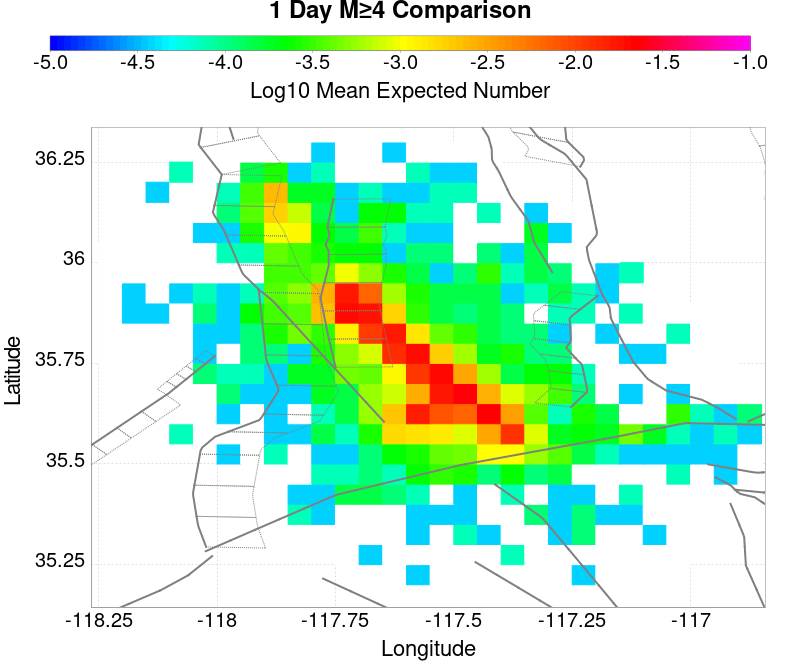 1 Day M≥4 Comparison
-5.0 -4.5 -4.0 -3.5 -3.0 -2.5 -2.0 -1.5 -1.0
Log10 Mean Expected Number
36.25
36
35.75
35.5
35.25
Latitude
-118.25 -118 -117.75 -117.5 -117.25 -117
Longitude